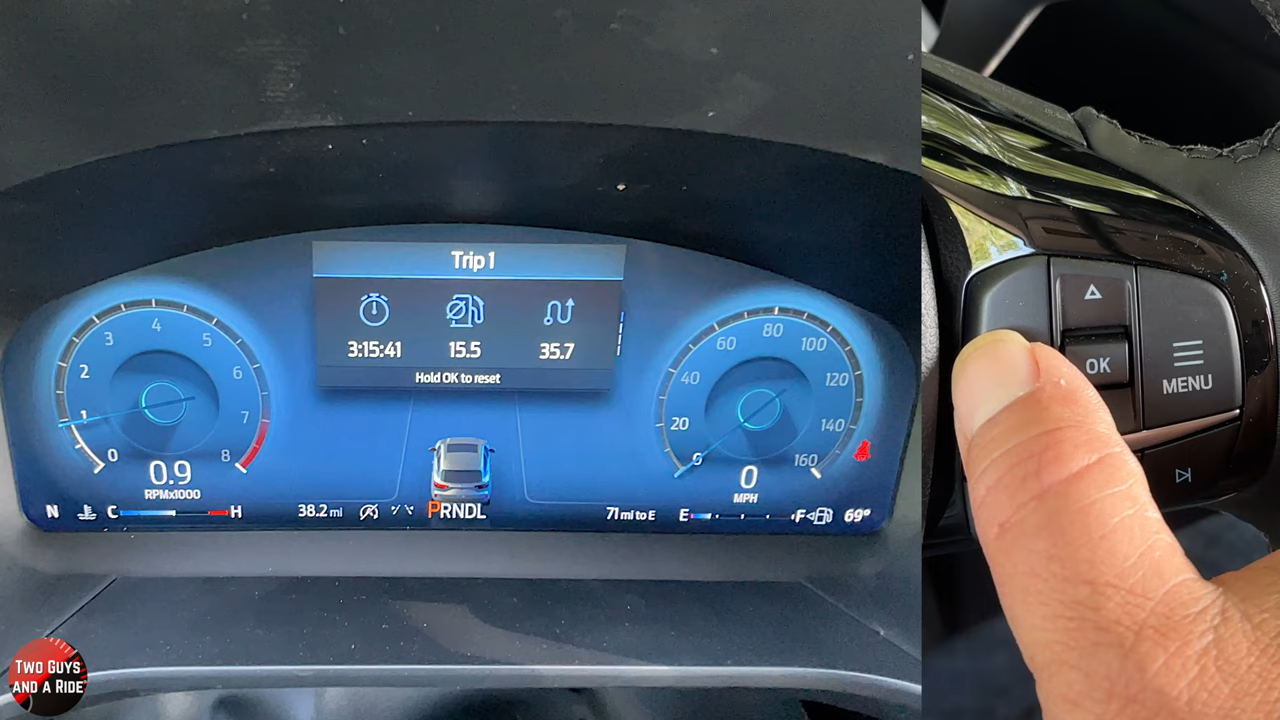 Trip 1
3:15:41
15.5
35.7
Hold OK to reset
0
1
2
3
4
5
6
7
8
0.9
RPMx1000
0
20
40
60
80
100
120
140
160
0
MPH
N
C
H
38.2 mi
PRNDL
71 mi to E
E
F
69°
OK
MENU
TWO GUYS
AND A RIDE